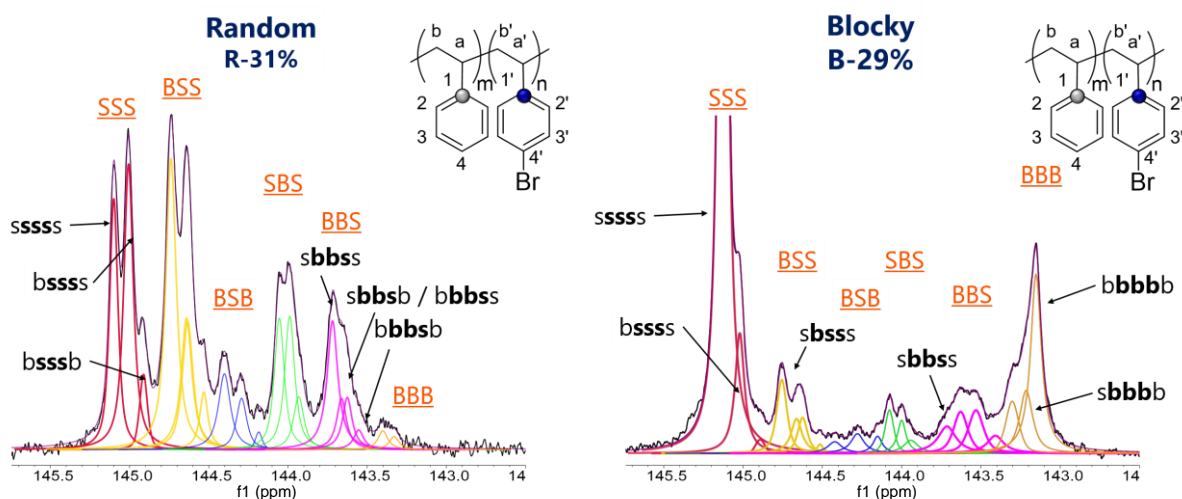 Random
R-31%
b a b' a'
1 m 1' n
2 2'
3 3'
4 4'
Br
SSS
BSS
BSB
SBS
BBS
BBB
sssss
bssss
bsssb
sbbss
sbbsb / bbbss
bbbsb
145.5 145.0 144.5 144.0 143.5 143.0 14
f1 (ppm)
Blocky
B-29%
b a b' a'
1 m 1' n
2 2'
3 3'
4 4'
Br
SSS
BSS
BSB
SBS
BBS
BBB
sssss
bssss
sbsss
sbbss
bbbbb
sbbbb
145.5 145.0 144.5 144.0 143.5 143.0 14
f1 (ppm)